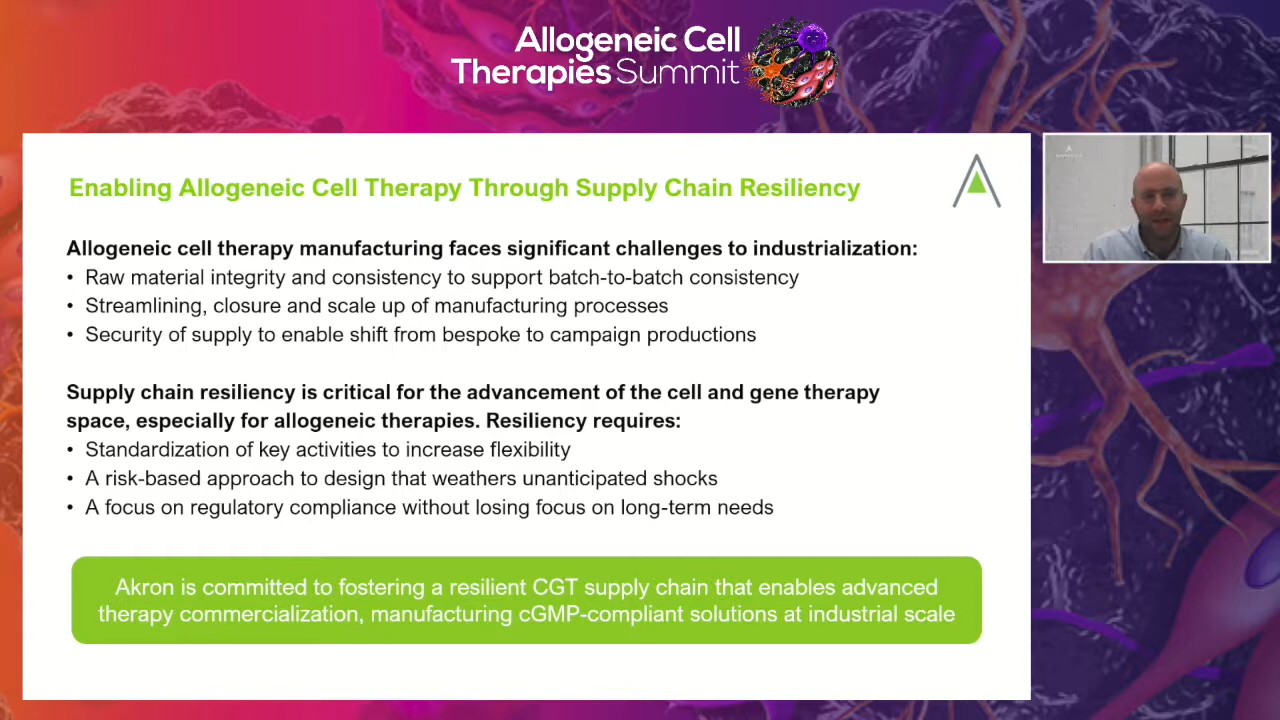 Allogeneic Cell
Therapies Summit
Enabling Allogeneic Cell Therapy Through Supply Chain Resiliency
Allogeneic cell therapy manufacturing faces significant challenges to industrialization:
• Raw material integrity and consistency to support batch-to-batch consistency
• Streamlining, closure and scale up of manufacturing processes
• Security of supply to enable shift from bespoke to campaign productions
Supply chain resiliency is critical for the advancement of the cell and gene therapy
space, especially for allogeneic therapies. Resiliency requires:
• Standardization of key activities to increase flexibility
• A risk-based approach to design that weathers unanticipated shocks
• A focus on regulatory compliance without losing focus on long-term needs
Akron is committed to fostering a resilient CGT supply chain that enables advanced
therapy commercialization, manufacturing cGMP-compliant solutions at industrial scale